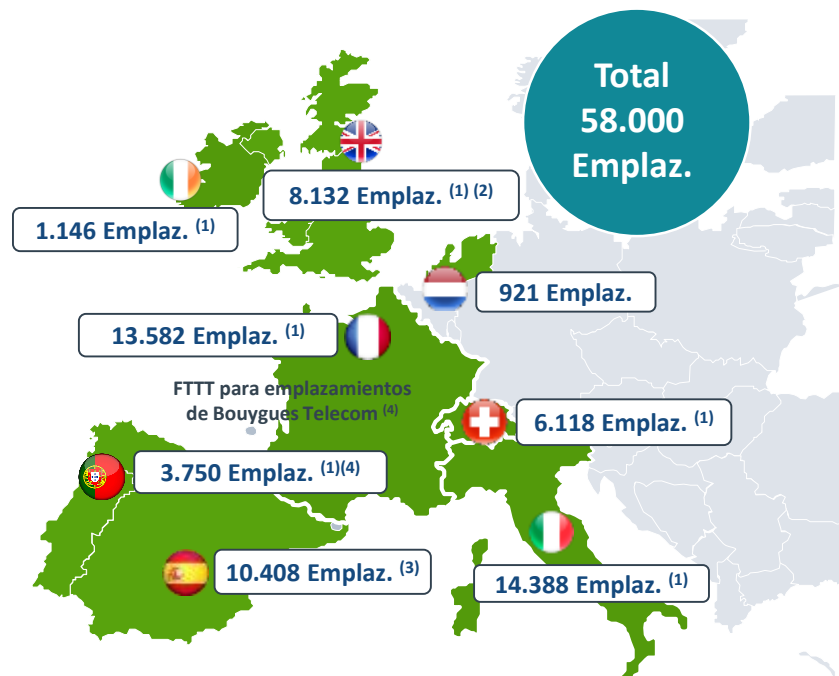 Total
58.000
Emplaz.
8.132 Emplaz. (1) (2)
1.146 Emplaz. (1)
921 Emplaz.
13.582 Emplaz. (1)
FTTT para emplazamientos
de Bouygues Telecom (4)
6.118 Emplaz. (1)
3.750 Emplaz. (1)(4)
10.408 Emplaz. (3)
14.388 Emplaz. (1)